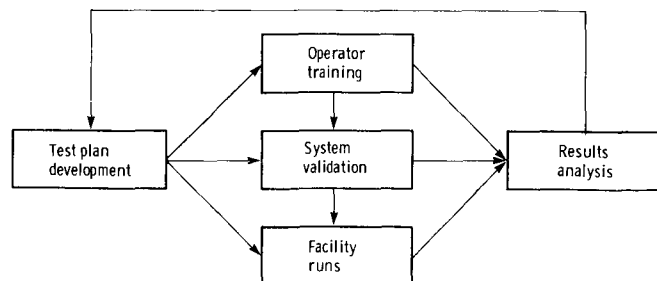 Operator
training
Test plan
development
System
validation
Results
analysis
Facility
runs